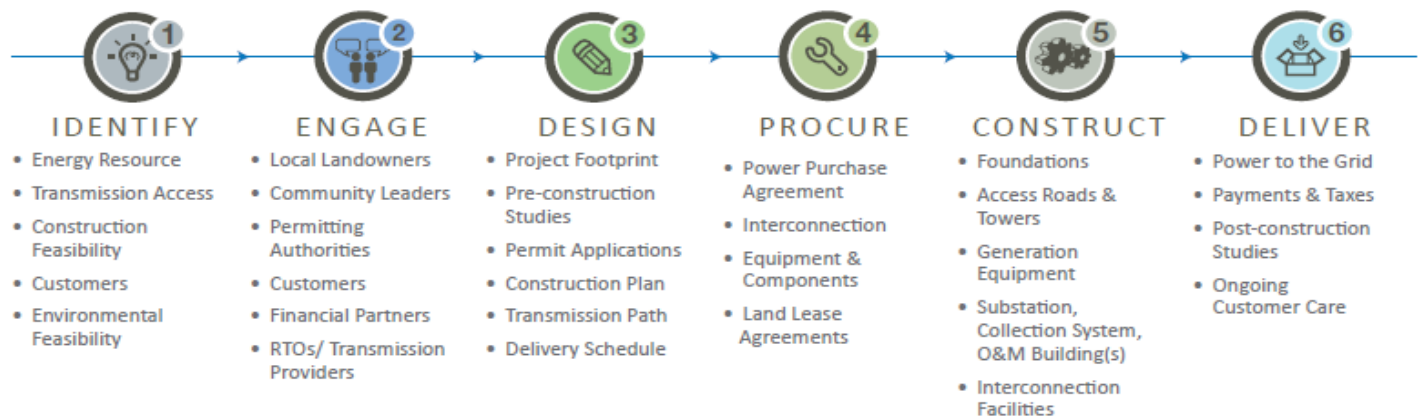 1
IDENTIFY
• Energy Resource
• Transmission Access
• Construction
Feasibility
• Customers
• Environmental
Feasibility
2
ENGAGE
• Local Landowners
• Community Leaders
• Permitting
Authorities
• Customers
• Financial Partners
• RTOs/ Transmission
Providers
3
DESIGN
• Project Footprint
• Pre-construction
Studies
• Permit Applications
• Construction Plan
• Transmission Path
• Delivery Schedule
4
PROCURE
• Power Purchase
Agreement
• Interconnection
• Equipment &
Components
• Land Lease
Agreements
5
CONSTRUCT
• Foundations
• Access Roads &
Towers
• Generation
Equipment
• Substation,
Collection System,
O&M Building(s)
• Interconnection
Facilities
6
DELIVER
• Power to the Grid
• Payments & Taxes
• Post-construction
Studies
• Ongoing
Customer Care